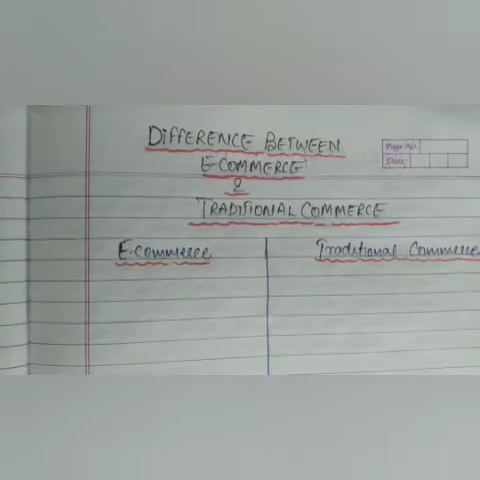 DIFFERENCE BETWEEN
E-COMMERCE
&
TRADITIONAL COMMERCE
Page No.
Date
E-commerce
Traditional Commerce